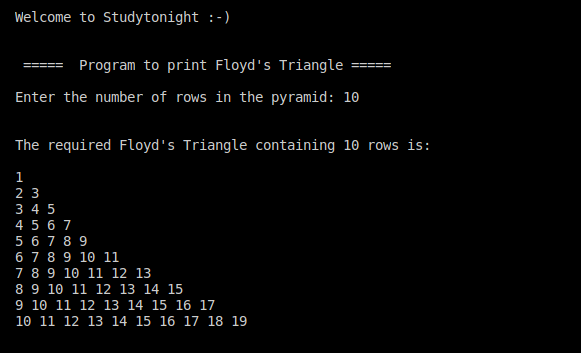 Welcome to Studytonight :-)
===== Program to print Floyd's Triangle =====
Enter the number of rows in the pyramid: 10
The required Floyd's Triangle containing 10 rows is:
1
2 3
3 4 5
4 5 6 7
5 6 7 8 9
6 7 8 9 10 11
7 8 9 10 11 12 13
8 9 10 11 12 13 14 15
9 10 11 12 13 14 15 16 17
10 11 12 13 14 15 16 17 18 19